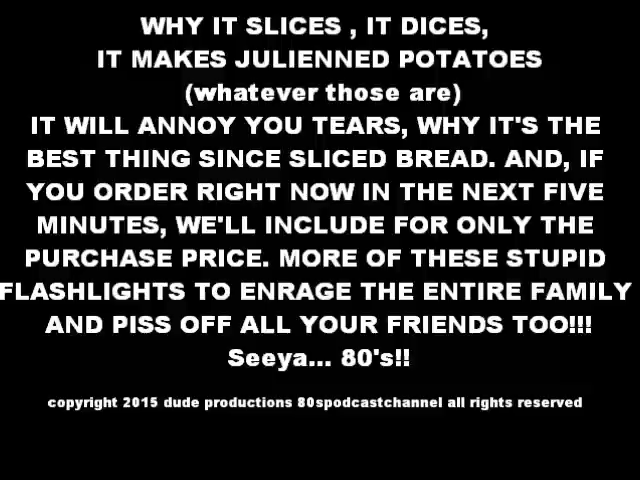 WHY IT SLICES , IT DICES,
IT MAKES JULIENNED POTATOES
(whatever those are)
IT WILL ANNOY YOU TEARS, WHY IT'S THE
BEST THING SINCE SLICED BREAD. AND, IF
YOU ORDER RIGHT NOW IN THE NEXT FIVE
MINUTES, WE'LL INCLUDE FOR ONLY THE
PURCHASE PRICE. MORE OF THESE STUPID
FLASHLIGHTS TO ENRAGE THE ENTIRE FAMILY
AND PISS OFF ALL YOUR FRIENDS TOO!!!
Seeya... 80's!!
copyright 2015 dude productions 80spodcastchannel all rights reserved